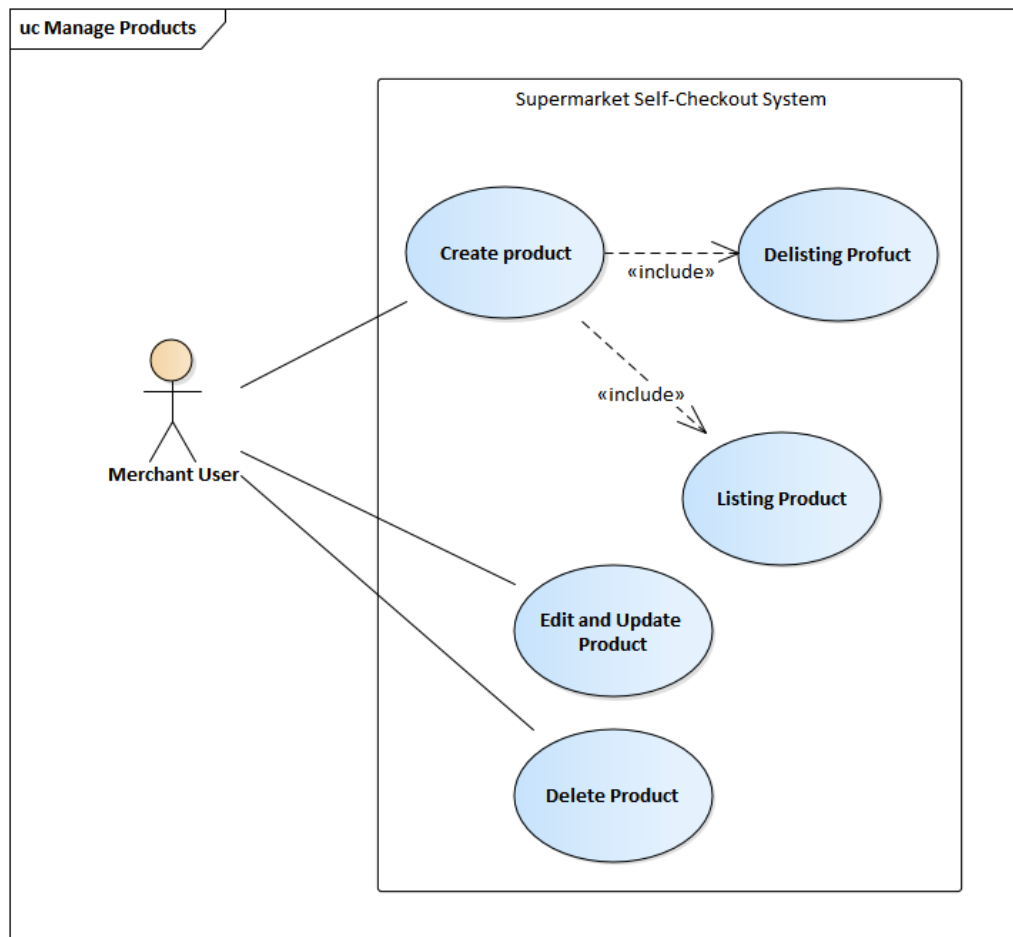 uc Manage Products
Supermarket Self-Checkout System
Create product
Delisting Profuct
«include»
«include»
Merchant User
Listing Product
Edit and Update
Product
Delete Product